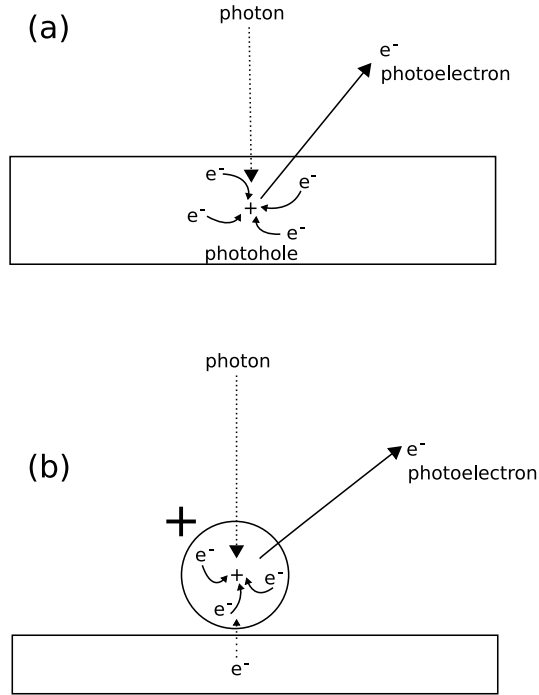 (a)
photon
e⁻
photoelectron
e⁻
e⁻
+
e⁻
e⁻
photohole
photon
(b)
e⁻
photoelectron
+
e⁻
+
e⁻
e⁻
e⁻